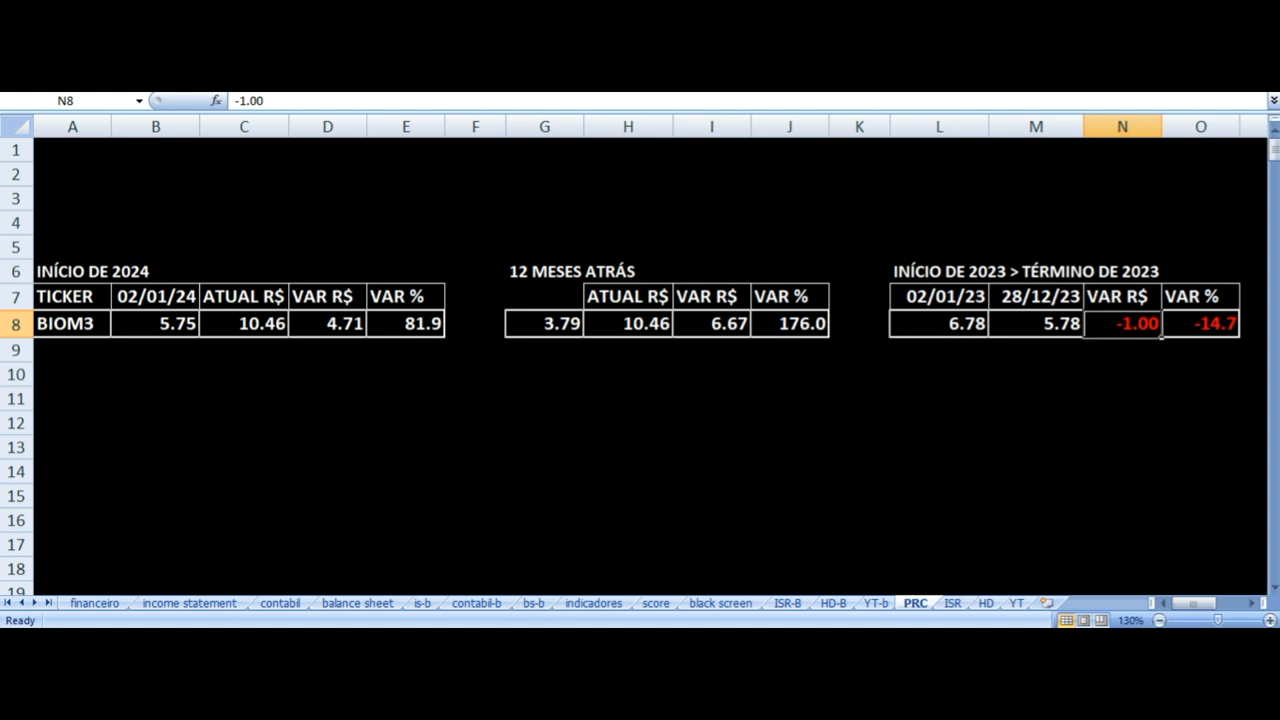 N8 fx -1.00
A B C D E F G H I J K L M N O
1
2
3
4
5
6 INÍCIO DE 2024 12 MESES ATRÁS INÍCIO DE 2023 > TÉRMINO DE 2023
7 TICKER 02/01/24 ATUAL R$ VAR R$ VAR % ATUAL R$ VAR R$ VAR % 02/01/23 28/12/23 VAR R$ VAR %
8 BIOM3 5.75 10.46 4.71 81.9 3.79 10.46 6.67 176.0 6.78 5.78 -1.00 -14.7
9
10
11
12
13
14
15
16
17
18
19
financeiro income statement contabil balance sheet is-b contabil-b bs-b indicadores score black screen ISR-B HD-B YT-b PRC ISR HD YT
Ready 130%